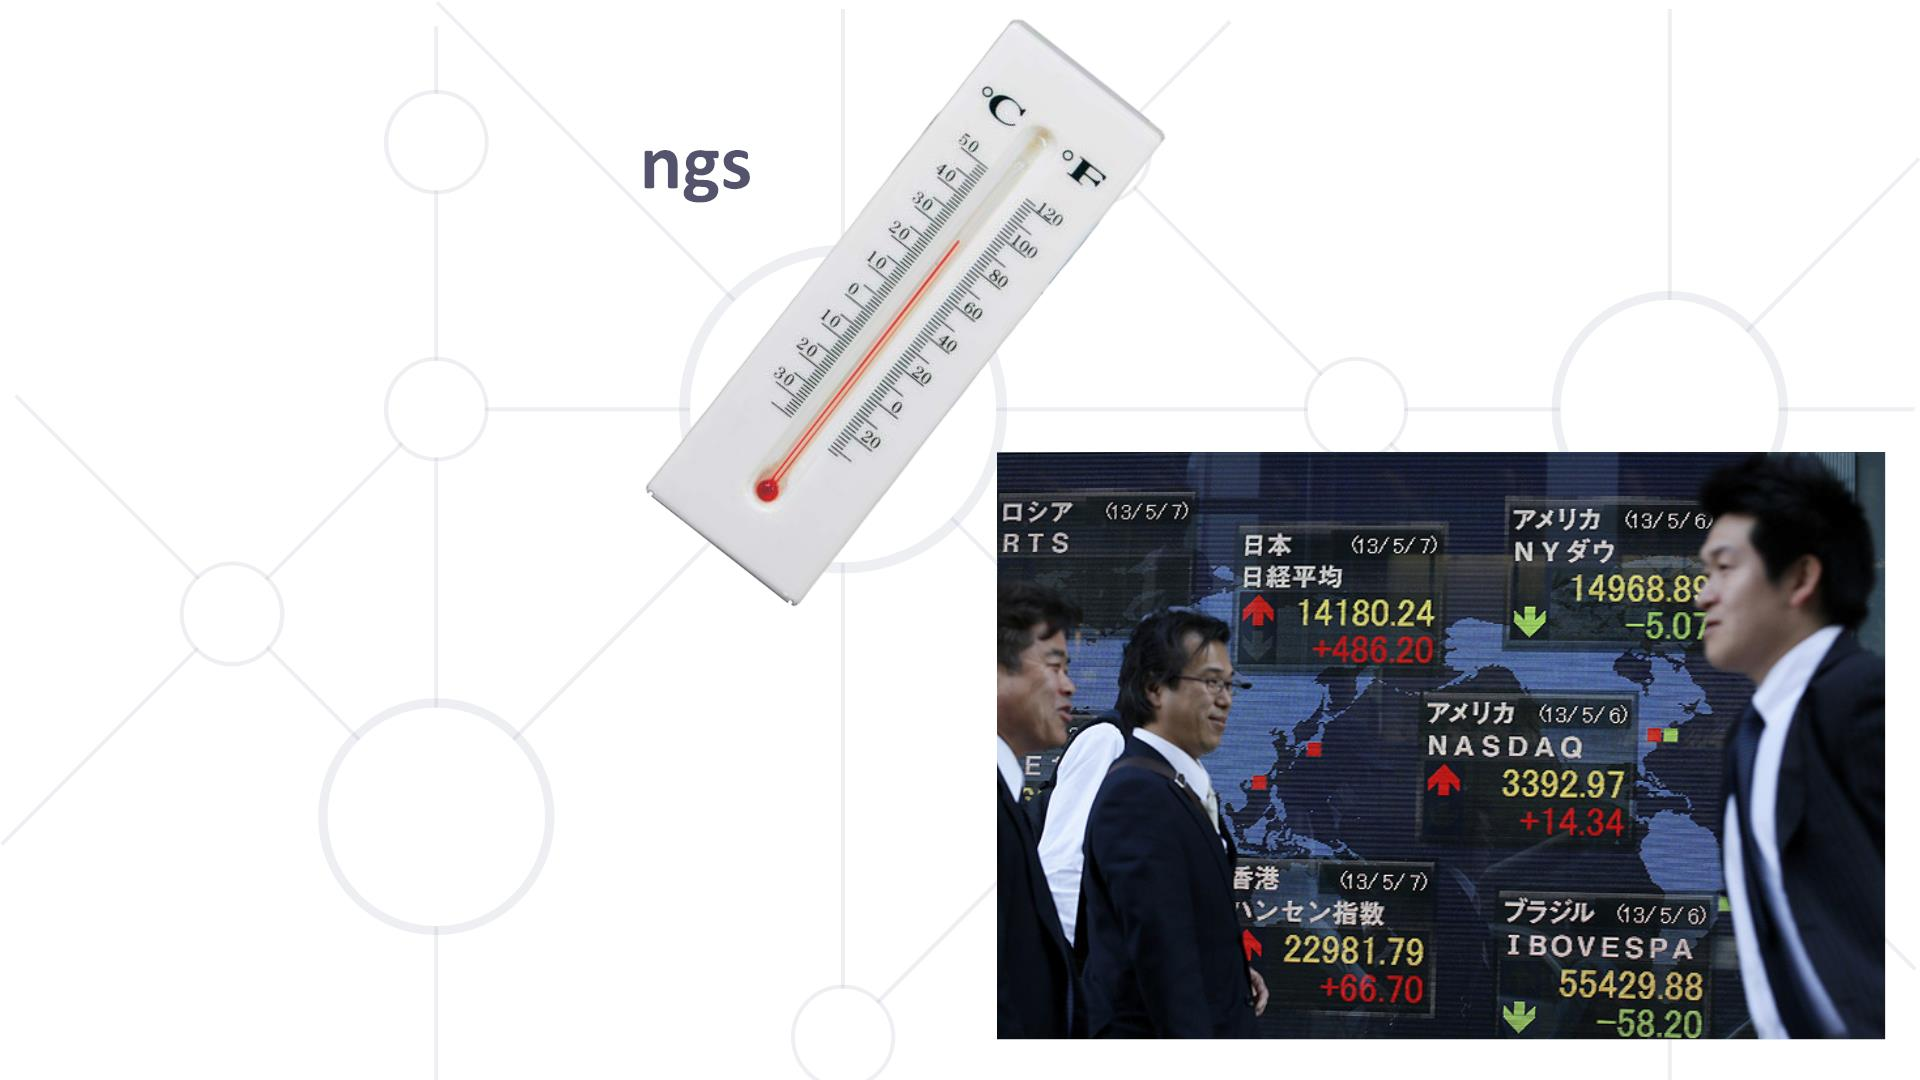 ngs
°C
°F
50
40
30
20
10
0
10
20
30
120
100
80
60
40
20
0
20
ロシア (13/5/7)
RTS
日本 (13/5/7)
日経平均
14180.24
+486.20
アメリカ (13/5/6)
NYダウ
14968.89
-5.07
アメリカ (13/5/6)
NASDAQ
3392.97
+14.34
香港 (13/5/7)
ハンセン指数
22981.79
+66.70
ブラジル (13/5/6)
IBOVESPA
55429.88
-58.20